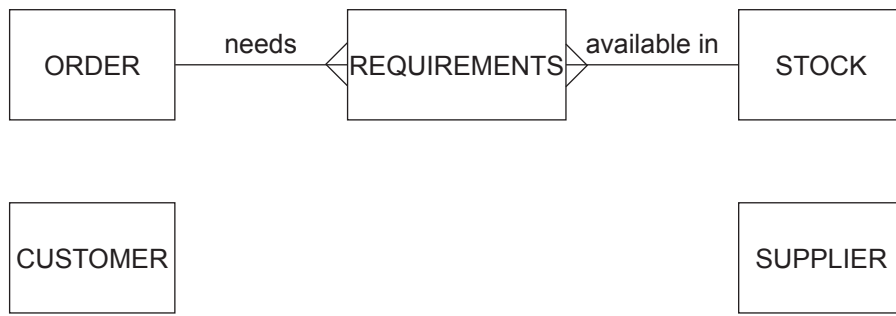 needs
available in
ORDER
REQUIREMENTS
STOCK
CUSTOMER
SUPPLIER